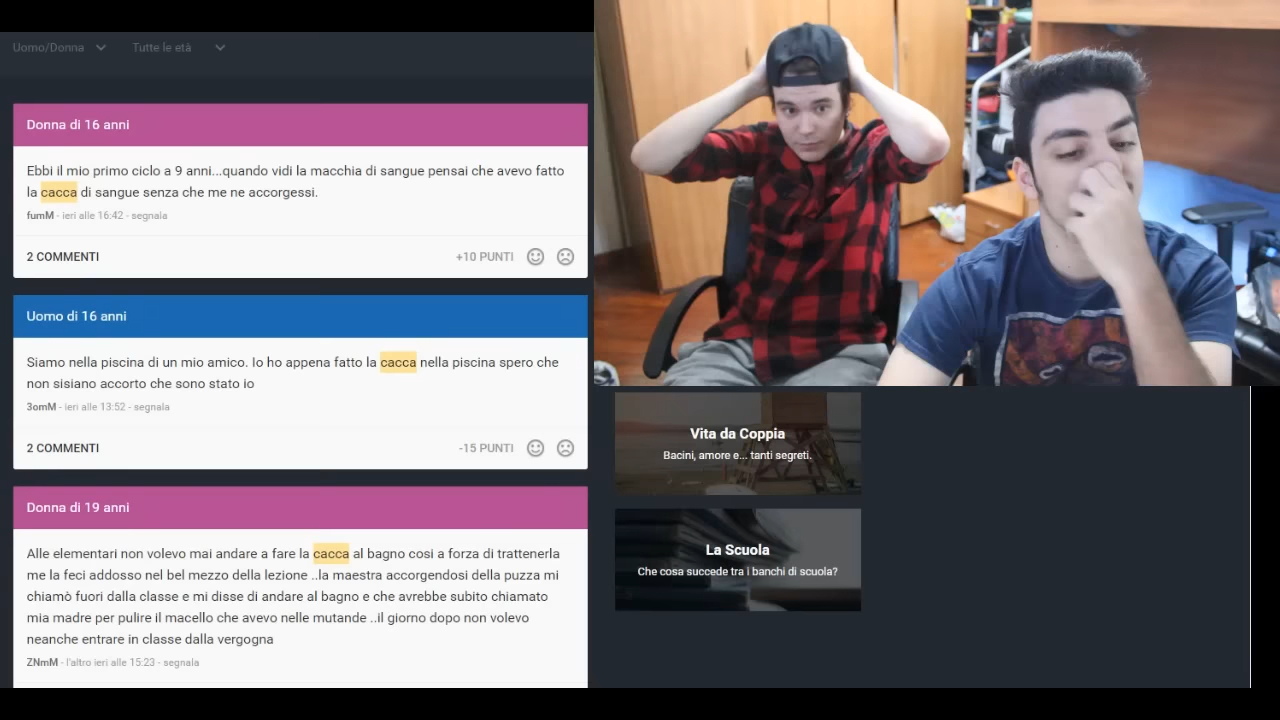 Uomo/Donna
Tutte le età
Donna di 16 anni
Ebbi il mio primo ciclo a 9 anni...quando vidi la macchia di sangue pensai che avevo fatto
la cacca di sangue senza che me ne accorgessi.
fumM - ieri alle 16:42 - segnala
2 COMMENTI
+10 PUNTI
Uomo di 16 anni
Siamo nella piscina di un mio amico. Io ho appena fatto la cacca nella piscina spero che
non sisiano accorto che sono stato io
3omM - ieri alle 13:52 - segnala
2 COMMENTI
-15 PUNTI
Donna di 19 anni
Alle elementari non volevo mai andare a fare la cacca al bagno cosi a forza di trattenerla
me la feci addosso nel bel mezzo della lezione ..la maestra accorgendosi della puzza mi
chiamò fuori dalla classe e mi disse di andare al bagno e che avrebbe subito chiamato
mia madre per pulire il macello che avevo nelle mutande ..il giorno dopo non volevo
neanche entrare in classe dalla vergogna
ZNmM - l'altro ieri alle 15:23 - segnala
Vita da Coppia
Bacini, amore e... tanti segreti.
La Scuola
Che cosa succede tra i banchi di scuola?